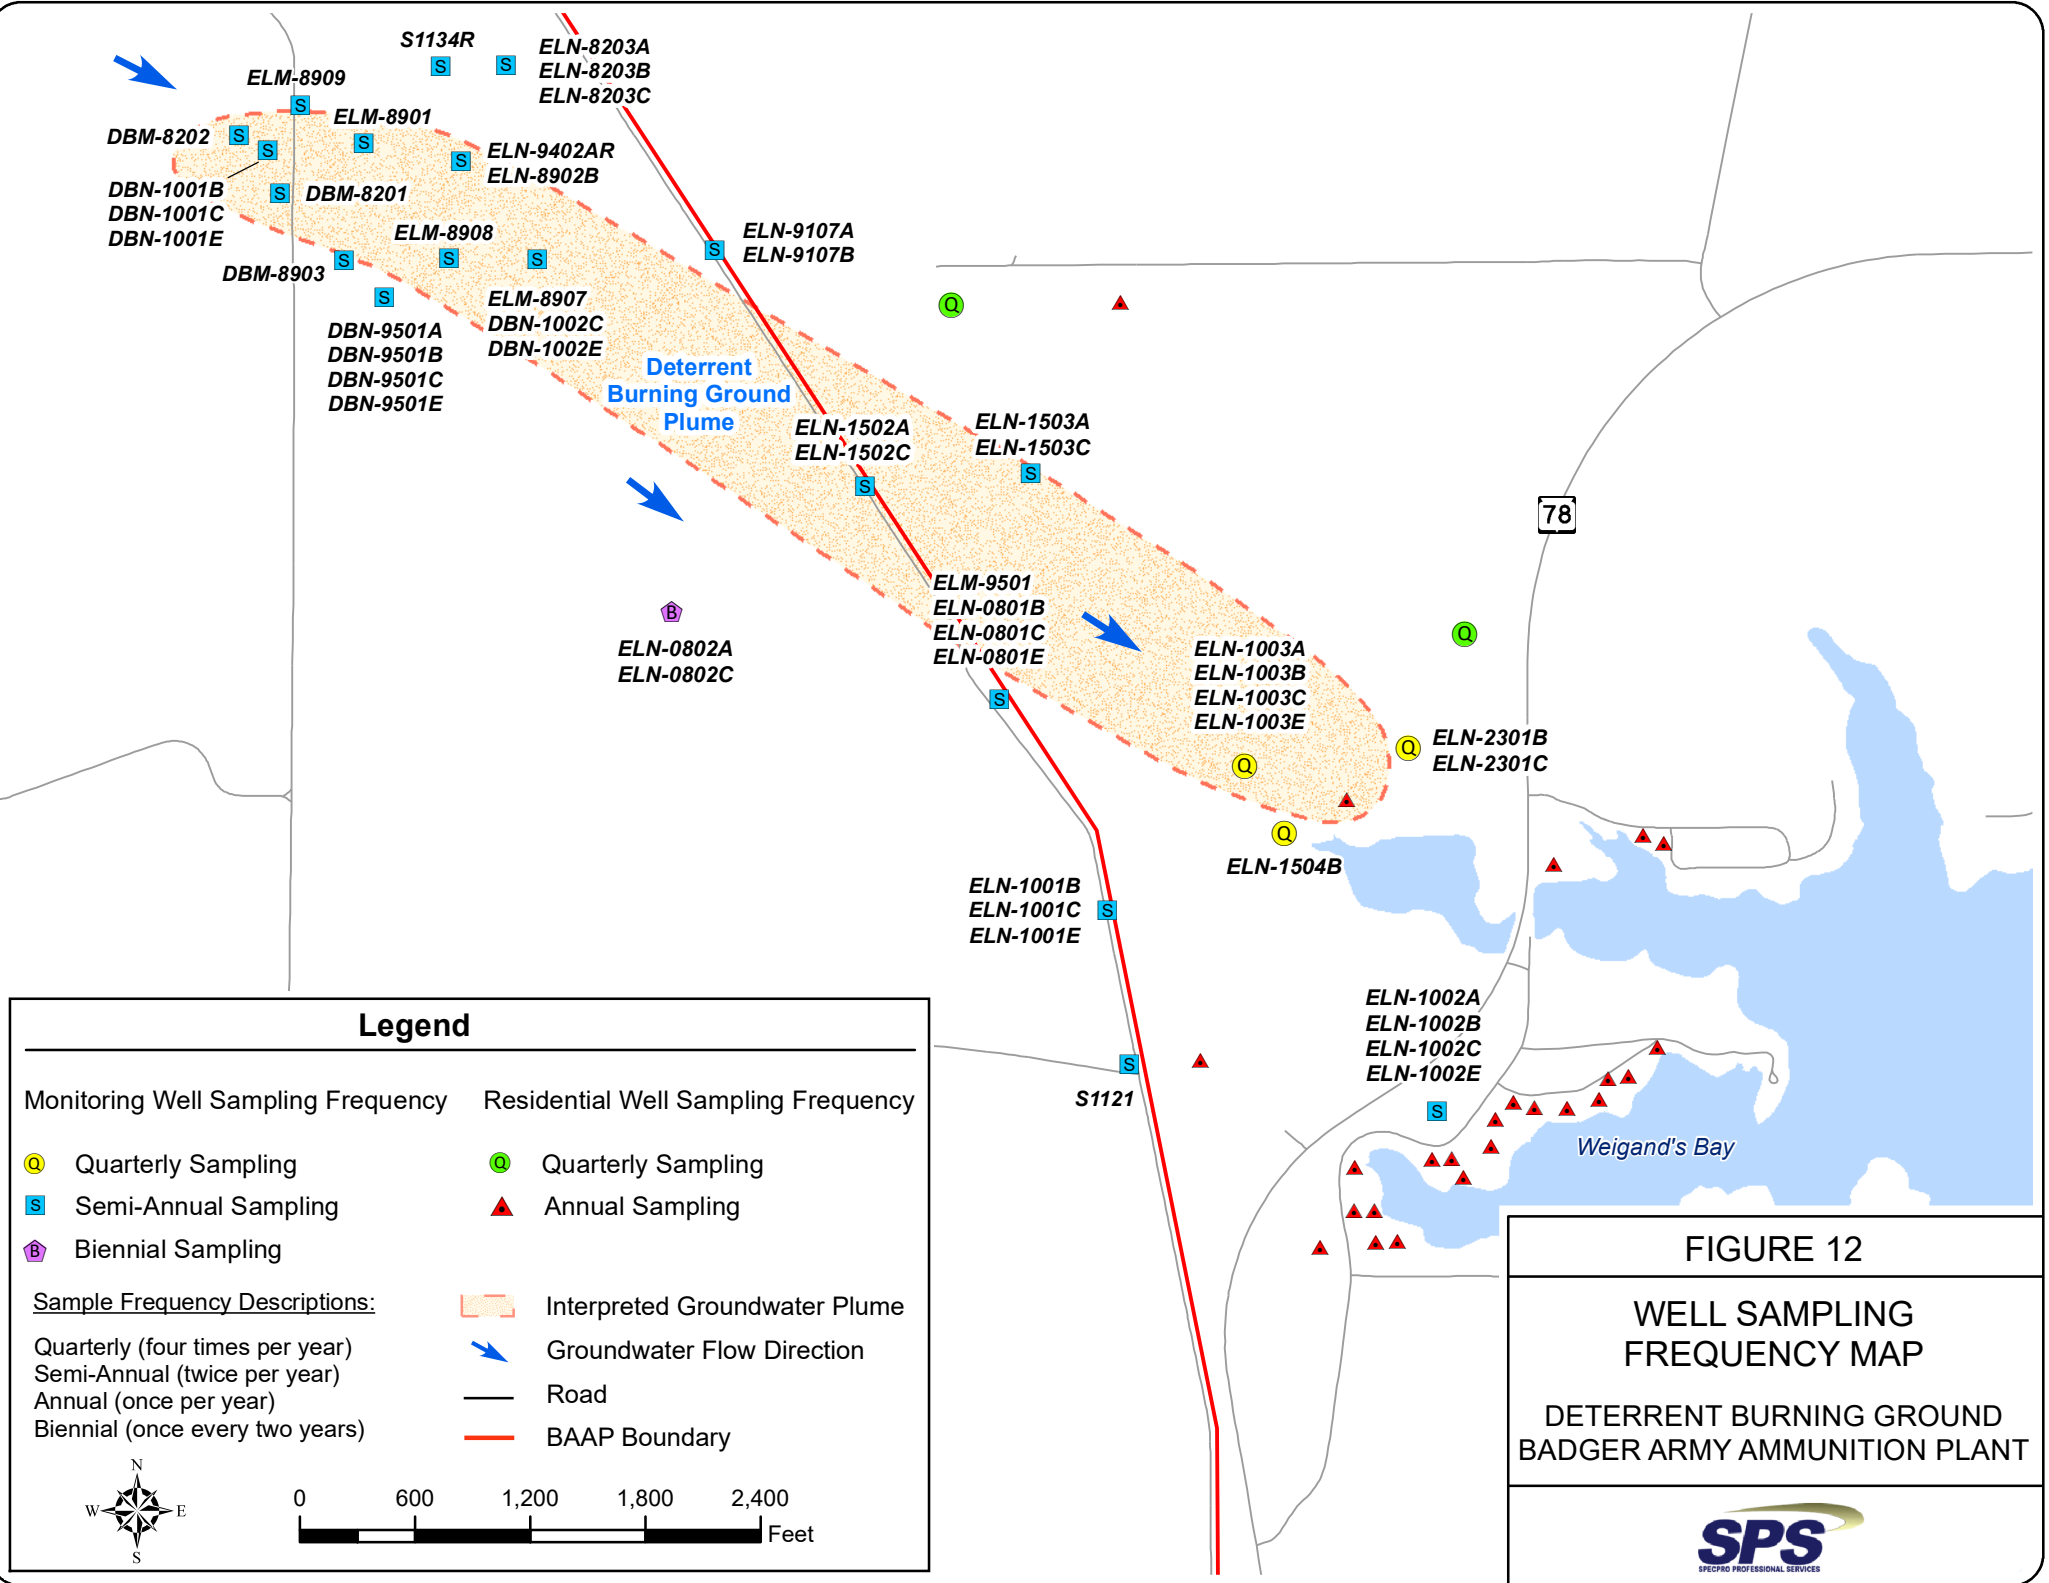 S1134R
S
S
ELN-8203A
ELN-8203B
ELN-8203C
ELM-8909
S
ELM-8901
S
DBM-8202
S
S
DBN-1001B
DBN-1001C
DBN-1001E
S
DBM-8201
S
ELN-9402AR
ELN-8902B
ELM-8908
S
S
DBM-8903
S
S
DBN-9501A
DBN-9501B
DBN-9501C
DBN-9501E
ELM-8907
DBN-1002C
DBN-1002E
S
ELN-9107A
ELN-9107B
Q
Deterrent
Burning Ground
Plume
ELN-1502A
ELN-1502C
S
ELN-1503A
ELN-1503C
S
78
B
ELN-0802A
ELN-0802C
ELM-9501
ELN-0801B
ELN-0801C
ELN-0801E
S
ELN-1003A
ELN-1003B
ELN-1003C
ELN-1003E
Q
Q
Q
ELN-2301B
ELN-2301C
Q
ELN-1504B
ELN-1001B
ELN-1001C
ELN-1001E
S
S
S1121
ELN-1002A
ELN-1002B
ELN-1002C
ELN-1002E
S
Weigand's Bay
Legend
Monitoring Well Sampling Frequency
Q Quarterly Sampling
S Semi-Annual Sampling
B Biennial Sampling
Residential Well Sampling Frequency
Q Quarterly Sampling
Annual Sampling
Sample Frequency Descriptions:
Quarterly (four times per year)
Semi-Annual (twice per year)
Annual (once per year)
Biennial (once every two years)
Interpreted Groundwater Plume
Groundwater Flow Direction
Road
BAAP Boundary
N
W E
S
0 600 1,200 1,800 2,400
Feet
FIGURE 12
WELL SAMPLING
FREQUENCY MAP
DETERRENT BURNING GROUND
BADGER ARMY AMMUNITION PLANT
SPS
SPECPRO PROFESSIONAL SERVICES